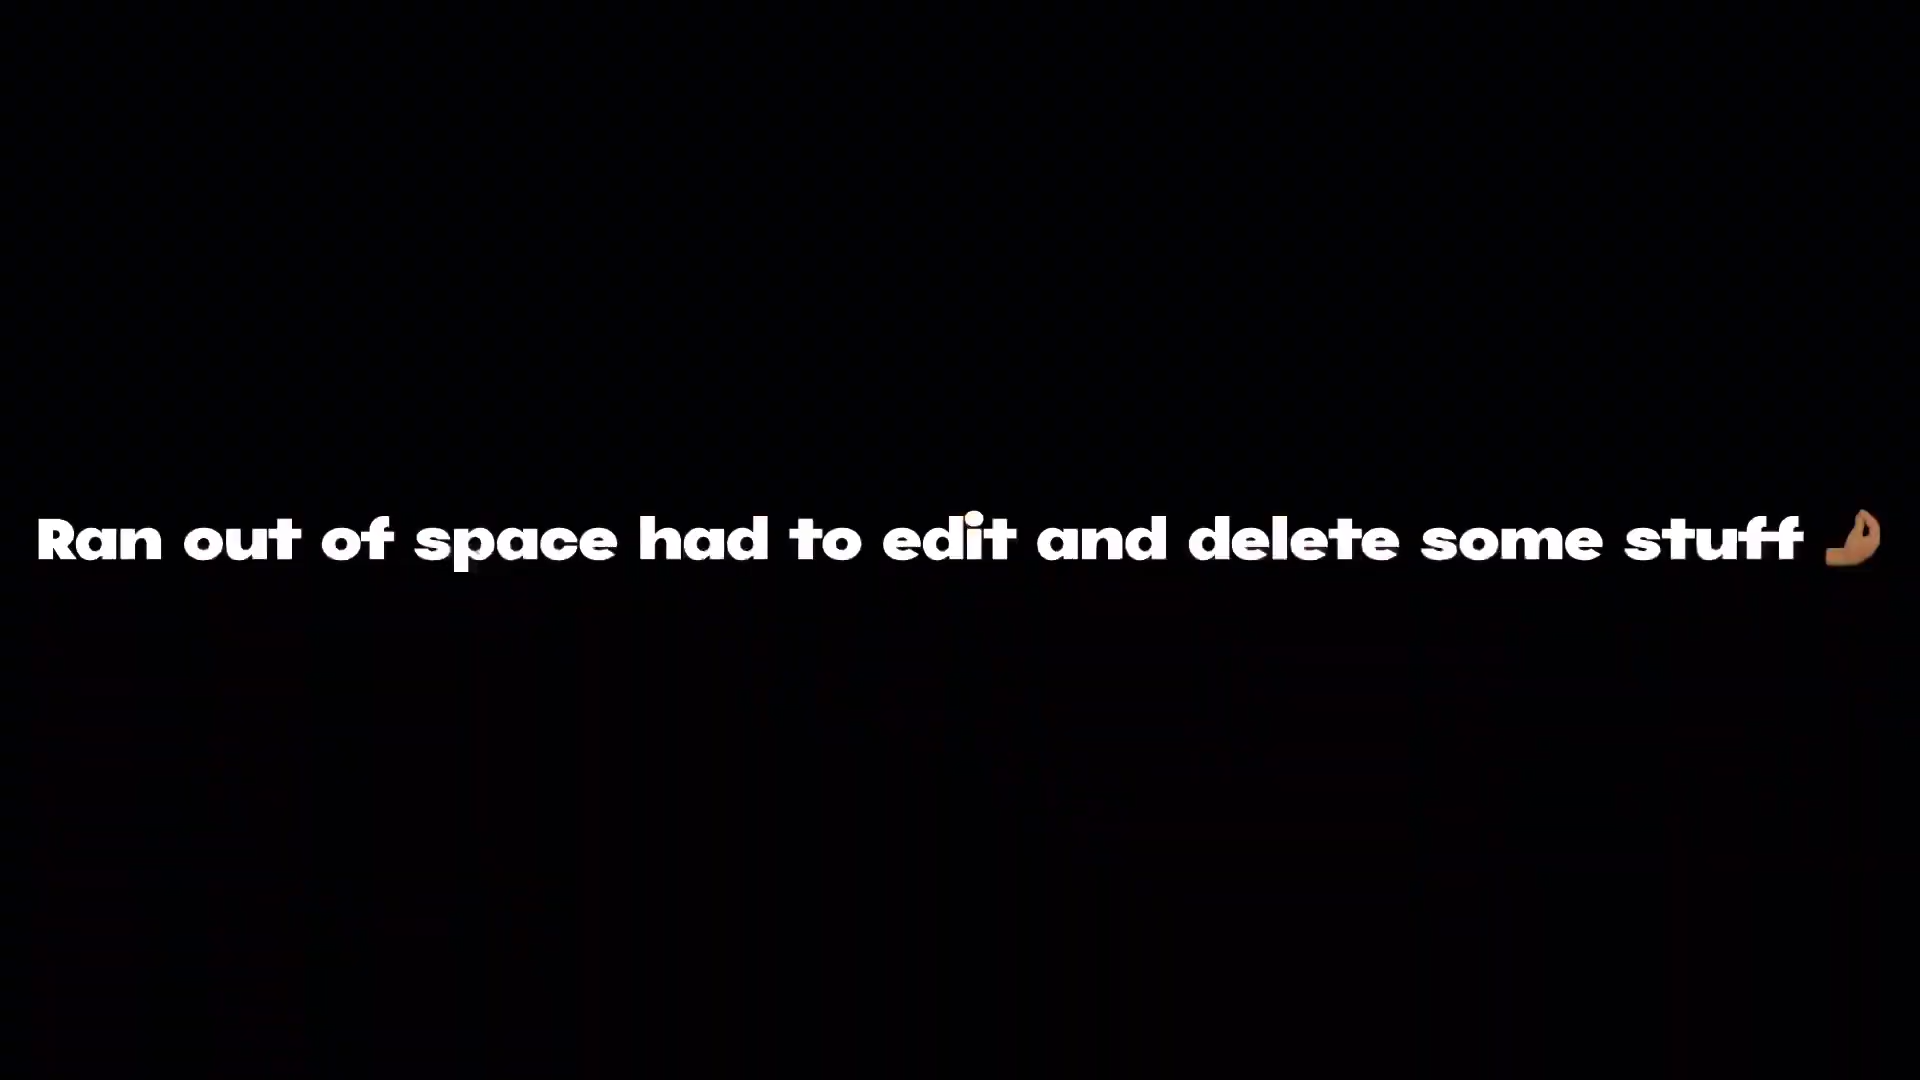 Ran out of space had to edit and delete some stuff 🤌🏽